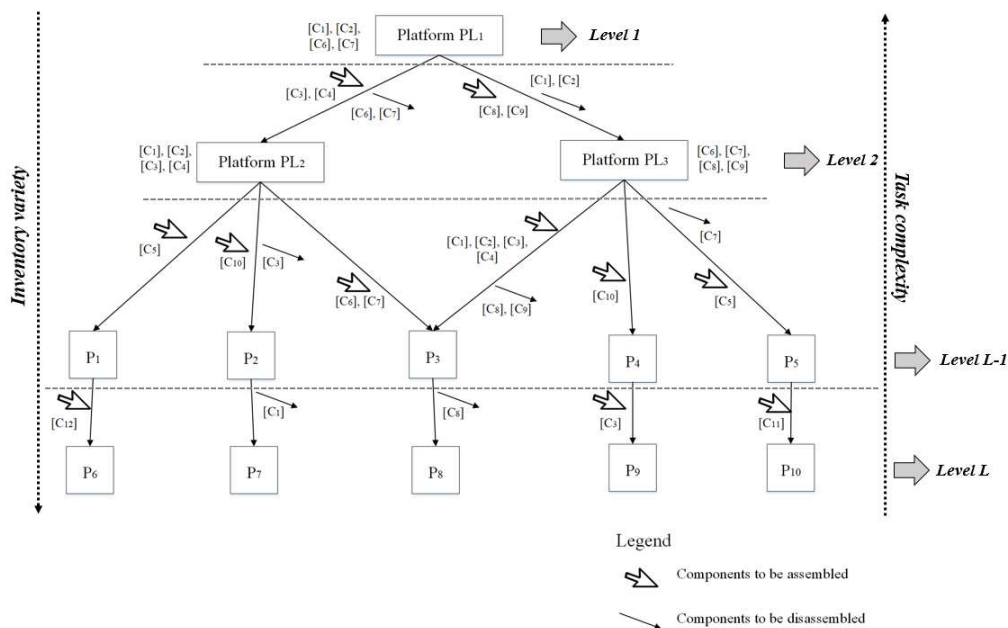 [C1], [C2],
[C6], [C7]
Platform PL1
Level 1
[C3], [C4]
[C6], [C7]
[C8], [C9]
[C1], [C2]
[C1], [C2],
[C3], [C4]
Platform PL2
Platform PL3
[C6], [C7],
[C8], [C9]
Level 2
Inventory variety
Task complexity
[C5]
[C10]
[C3]
[C6], [C7]
[C1], [C2], [C3],
[C4]
[C8], [C9]
[C10]
[C7]
[C5]
P1
P2
P3
P4
P5
Level L-1
[C12]
[C1]
[C8]
[C3]
[C11]
P6
P7
P8
P9
P10
Level L
Legend
Components to be assembled
Components to be disassembled